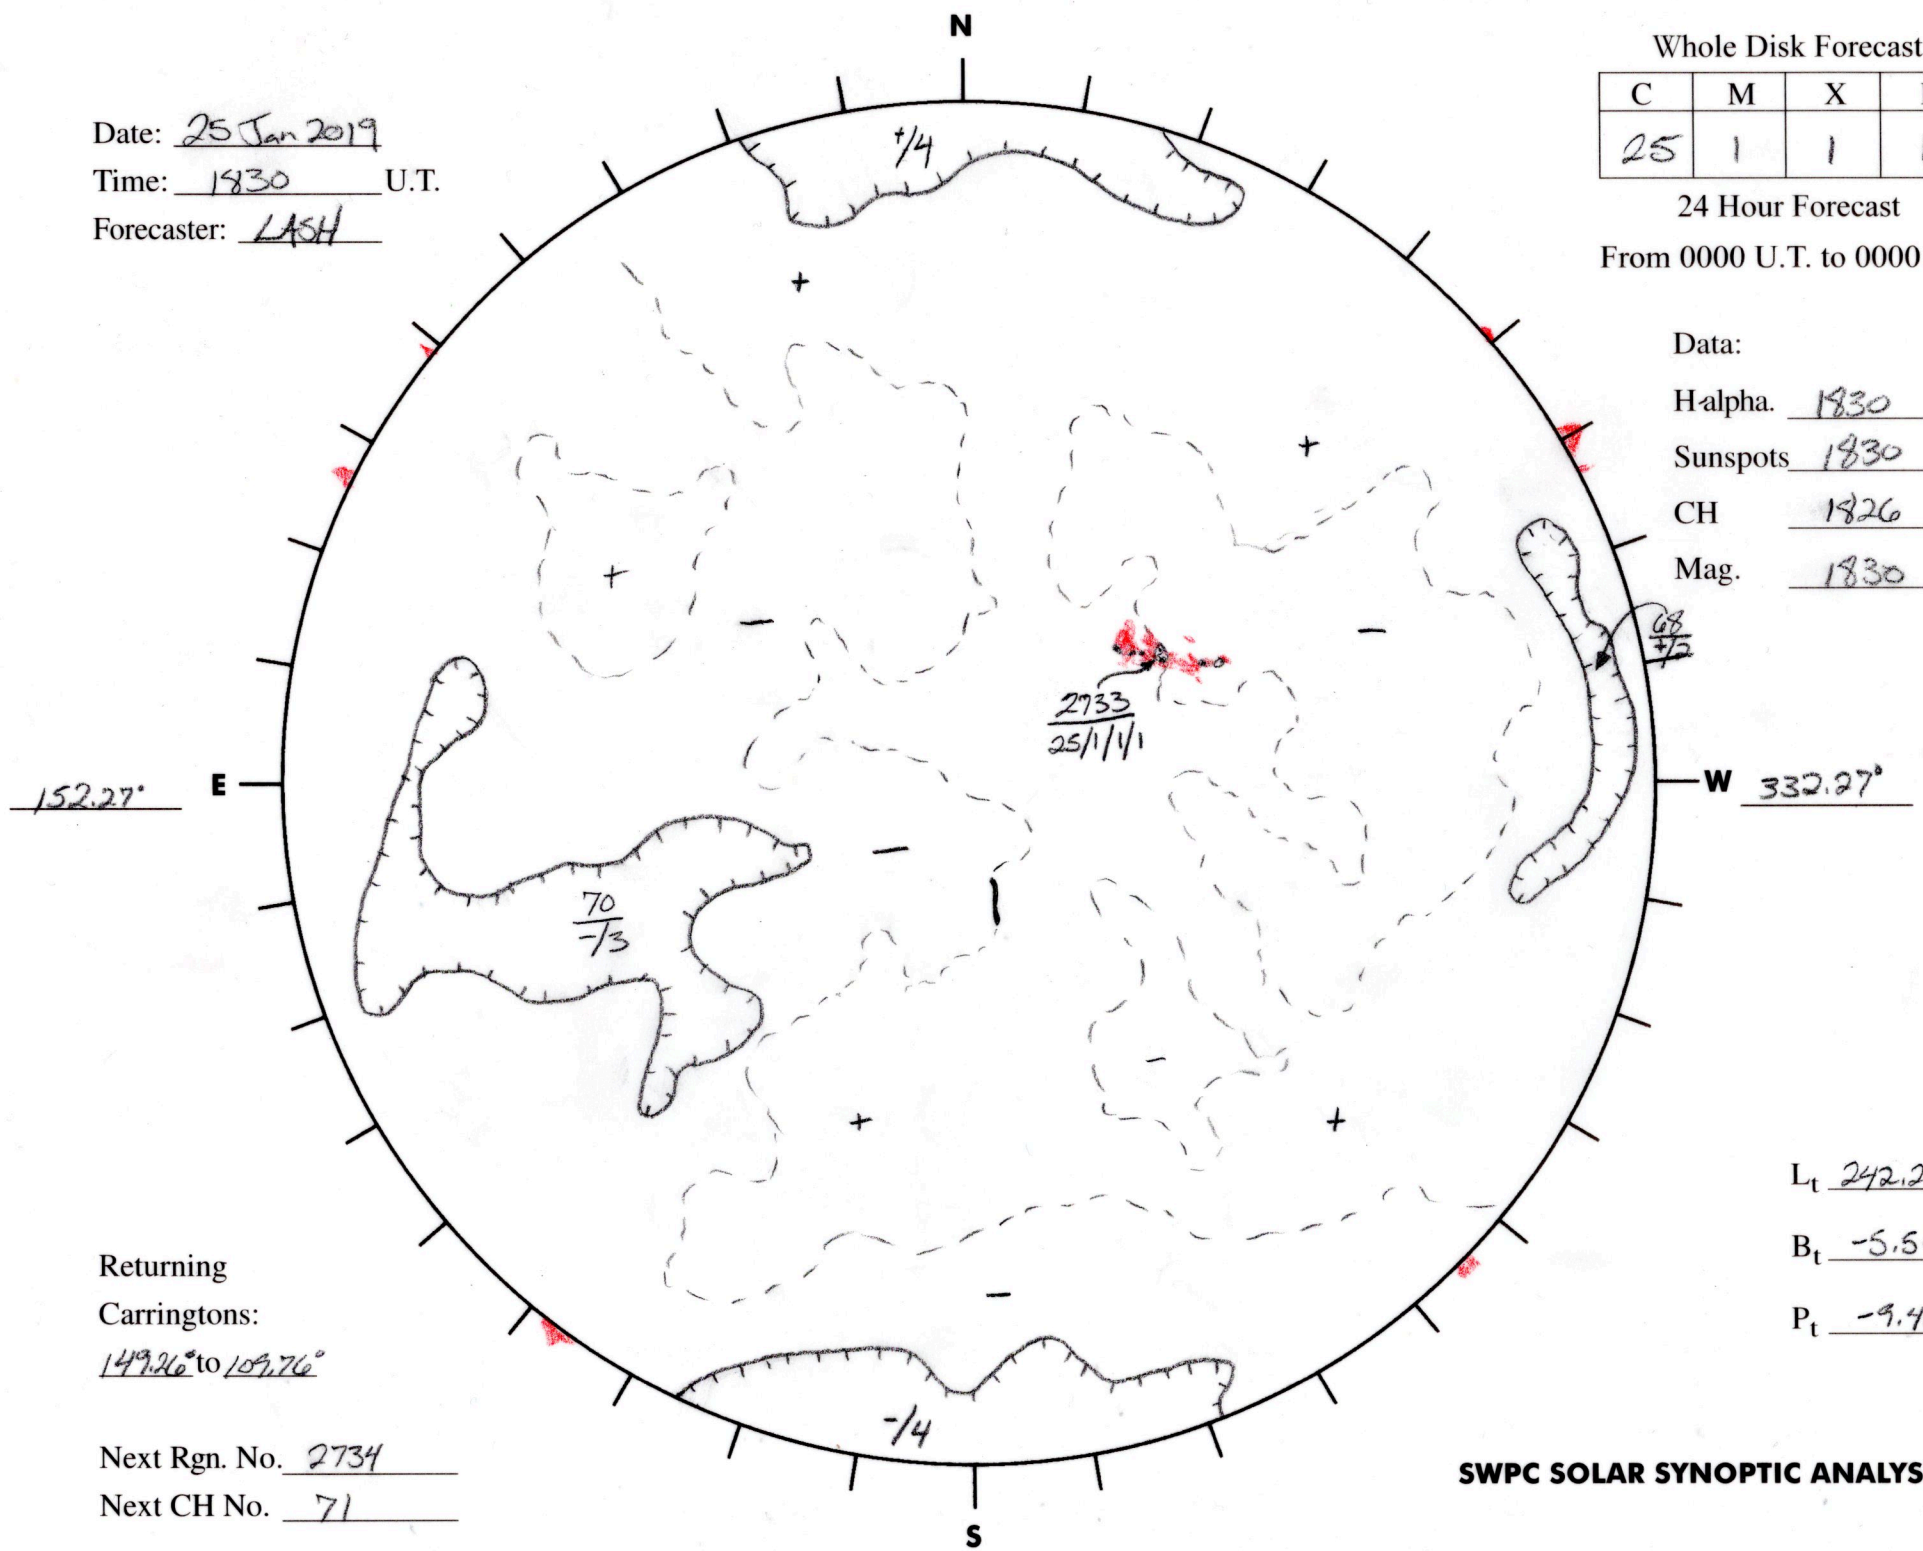 N
Whole Disk Forecast
C M X
25 1 1
24 Hour Forecast
From 0000 U.T. to 0000
Date: 25 Jan 2019
Time: 1830 U.T.
Forecaster: LASH
+/4
+
Data:
H-alpha. 1830
Sunspots 1830
CH 1826
Mag. 1830
+
+
-
-
68
+/2
2733
25/1/1/1
152.27° E
W 332.27°
-
70
-/3
-
+
+
Lt 242.2
Bt -5.5
Pt -9.4
Returning
Carringtons:
149.26° to 109.76°
-
-/4
Next Rgn. No. 2734
Next CH No. 71
SWPC SOLAR SYNOPTIC ANALYS
S